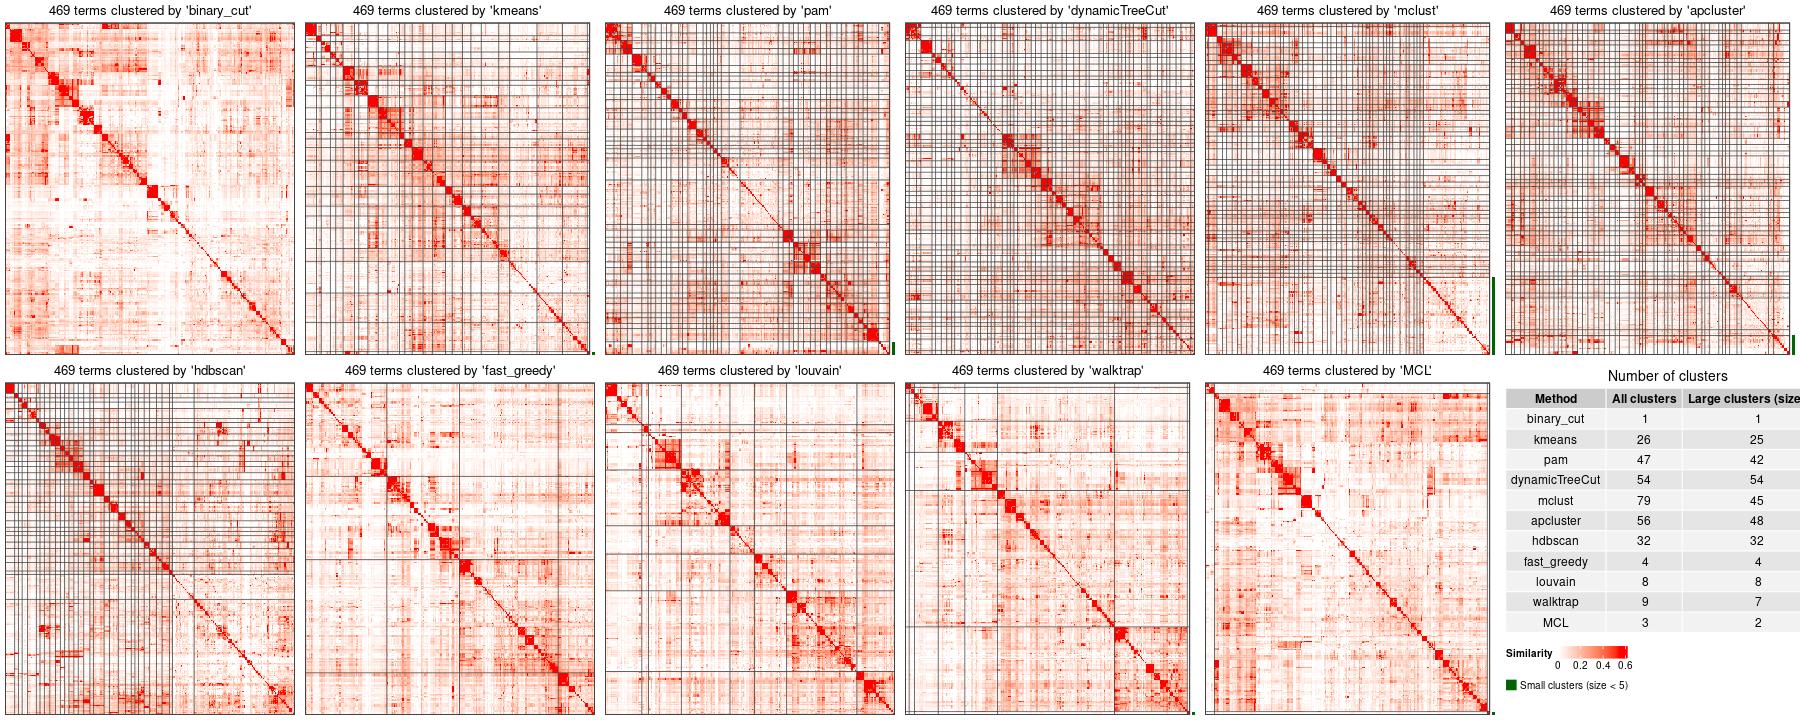 469 terms clustered by 'binary_cut'
469 terms clustered by 'kmeans'
469 terms clustered by 'pam'
469 terms clustered by 'dynamicTreeCut'
469 terms clustered by 'mclust'
469 terms clustered by 'apcluster'
469 terms clustered by 'hdbscan'
469 terms clustered by 'fast_greedy'
469 terms clustered by 'louvain'
469 terms clustered by 'walktrap'
469 terms clustered by 'MCL'
Number of clusters
Method All clusters Large clusters (size
binary_cut 1 1
kmeans 26 25
pam 47 42
dynamicTreeCut 54 54
mclust 79 45
apcluster 56 48
hdbscan 32 32
fast_greedy 4 4
louvain 8 8
walktrap 9 7
MCL 3 2
Similarity
0 0.2 0.4 0.6
Small clusters (size < 5)